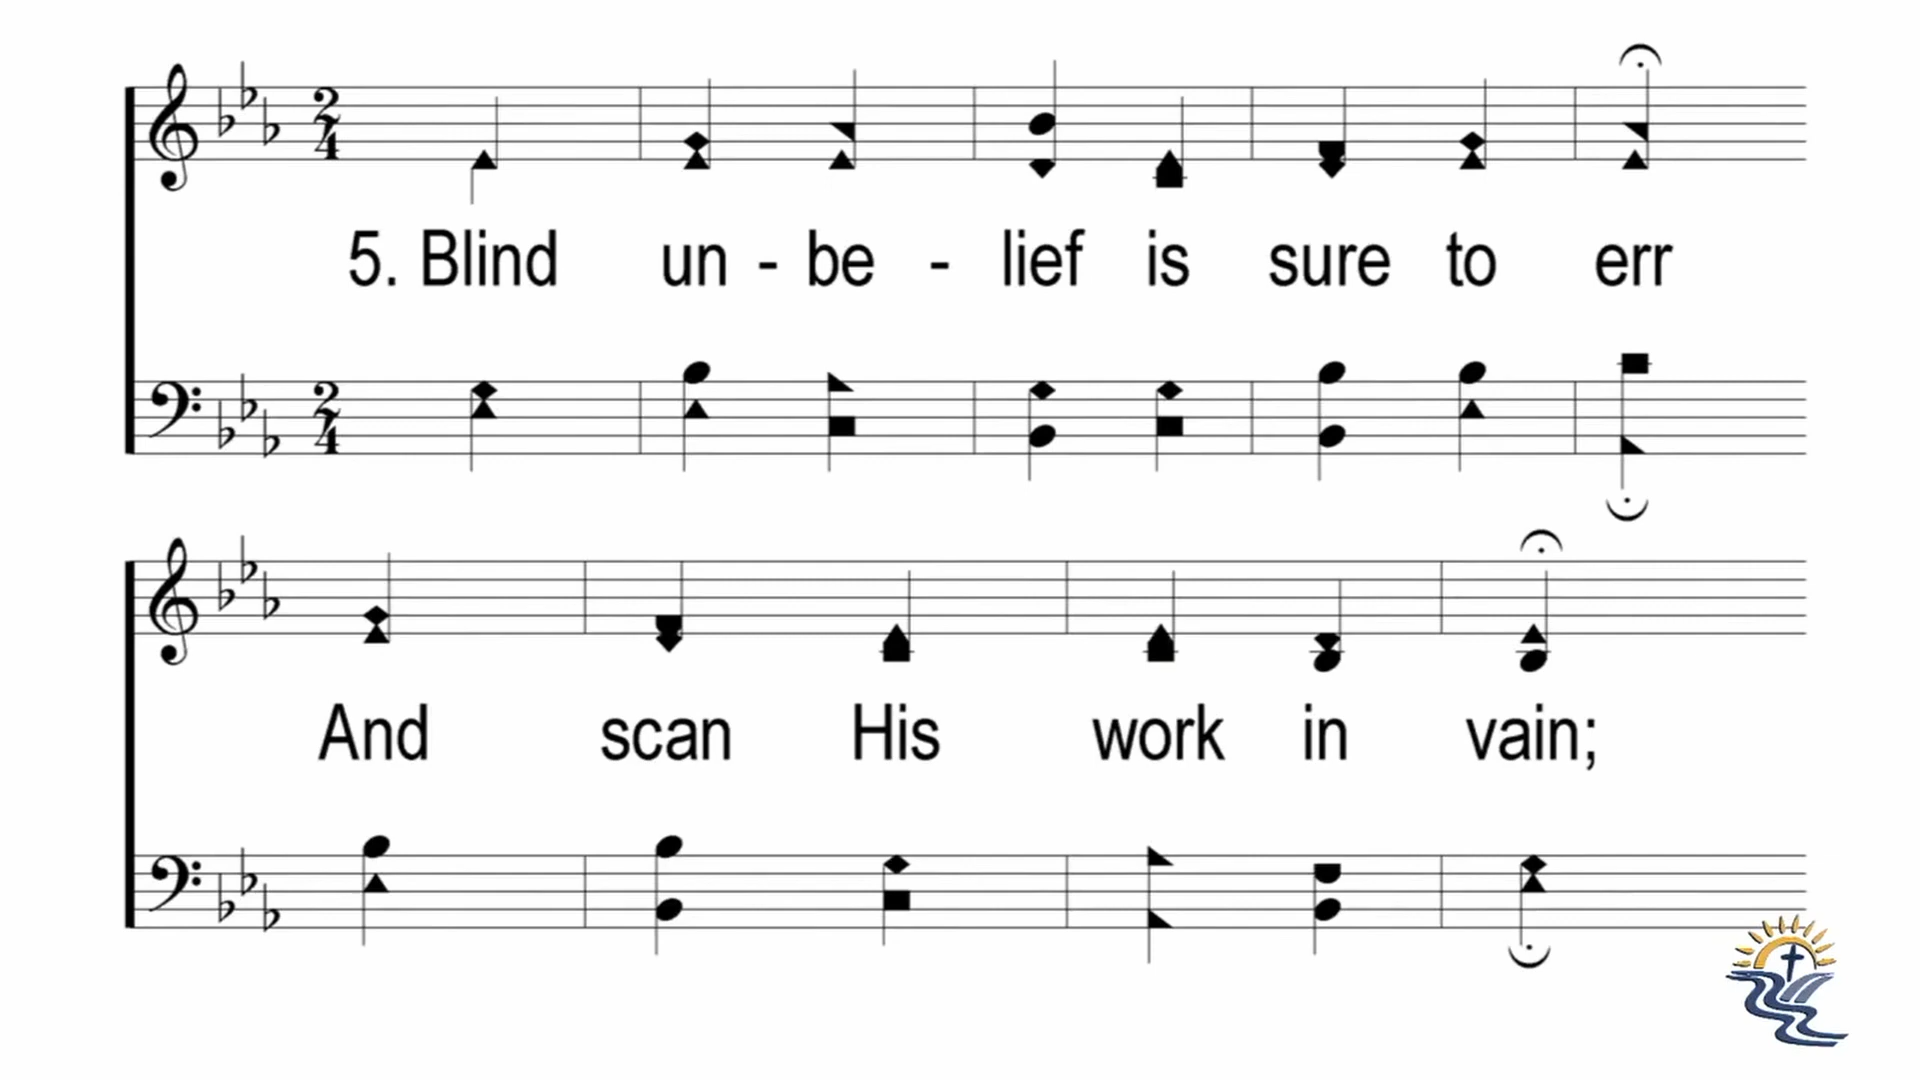 5. Blind un - be - lief is sure to err
And scan His work in vain;